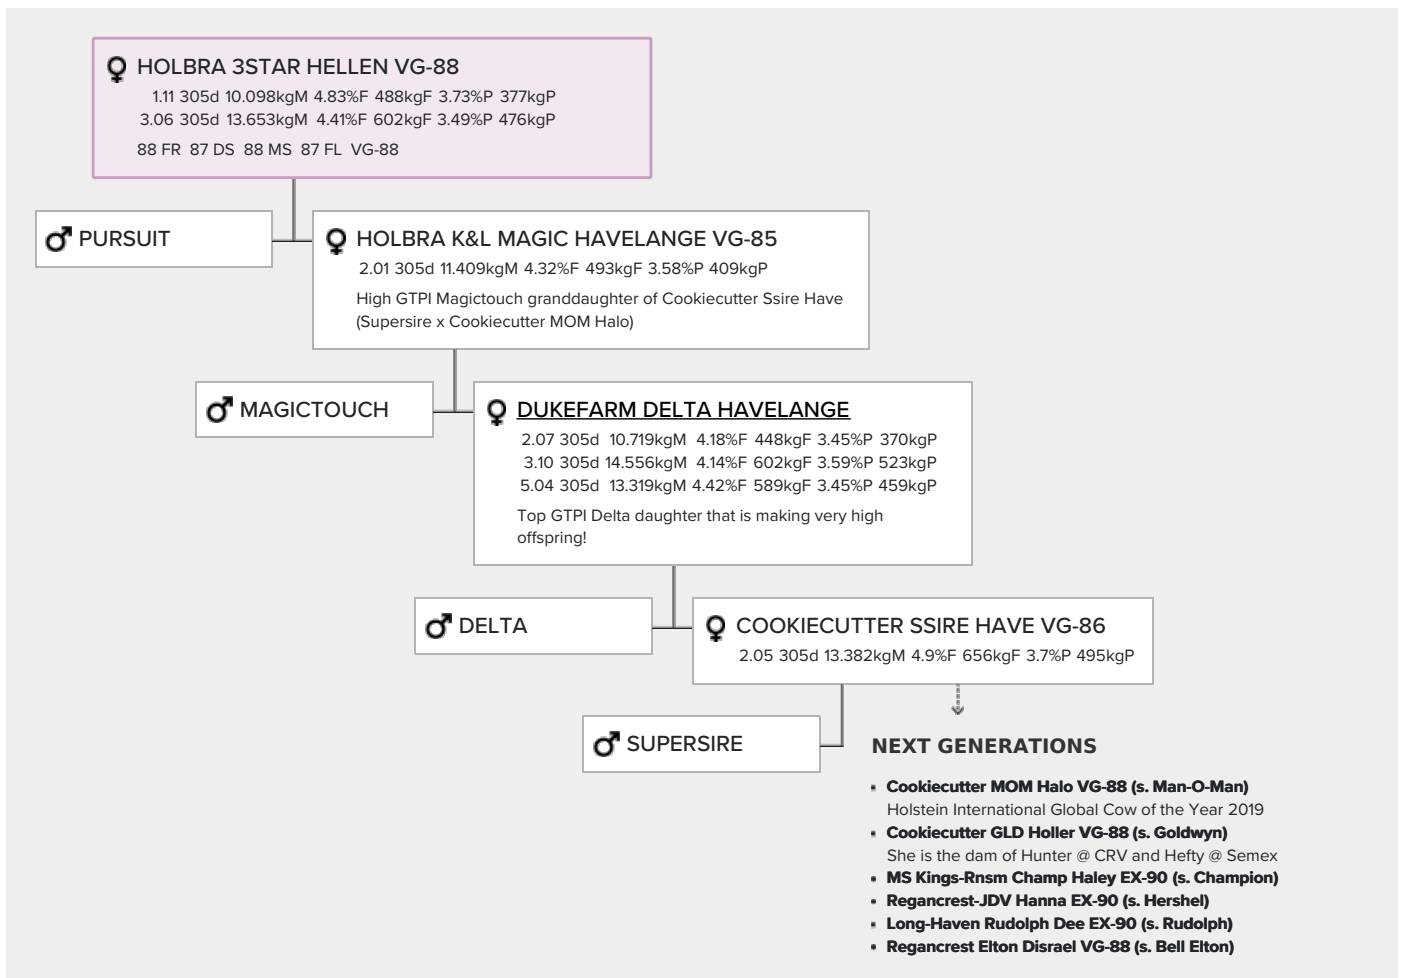 HOLBRA 3STAR HELLEN VG-88
1.11 305d 10.098kgM 4.83%F 488kgF 3.73%P 377kgP
3.06 305d 13.653kgM 4.41%F 602kgF 3.49%P 476kgP
88 FR 87 DS 88 MS 87 FL VG-88
PURSUIT
HOLBRA K&L MAGIC HAVELANGE VG-85
2.01 305d 11.409kgM 4.32%F 493kgF 3.58%P 409kgP
High GTPI Magictouch granddaughter of Cookiecutter Ssire Have
(Supersire x Cookiecutter MOM Halo)
MAGICTOUCH
DUKEFARM DELTA HAVELANGE
2.07 305d 10.719kgM 4.18%F 448kgF 3.45%P 370kgP
3.10 305d 14.556kgM 4.14%F 602kgF 3.59%P 523kgP
5.04 305d 13.319kgM 4.42%F 589kgF 3.45%P 459kgP
Top GTPI Delta daughter that is making very high
offspring!
DELTA
COOKIECUTTER SSIRE HAVE VG-86
2.05 305d 13.382kgM 4.9%F 656kgF 3.7%P 495kgP
SUPERSIRE
NEXT GENERATIONS
Cookiecutter MOM Halo VG-88 (s. Man-O-Man)
Holstein International Global Cow of the Year 2019
Cookiecutter GLD Holler VG-88 (s. Goldwyn)
She is the dam of Hunter @ CRV and Hefty @ Semex
MS Kings-Rnsm Champ Haley EX-90 (s. Champion)
Regancrest-JDV Hanna EX-90 (s. Hershel)
Long-Haven Rudolph Dee EX-90 (s. Rudolph)
Regancrest Elton Disrael VG-88 (s. Bell Elton)